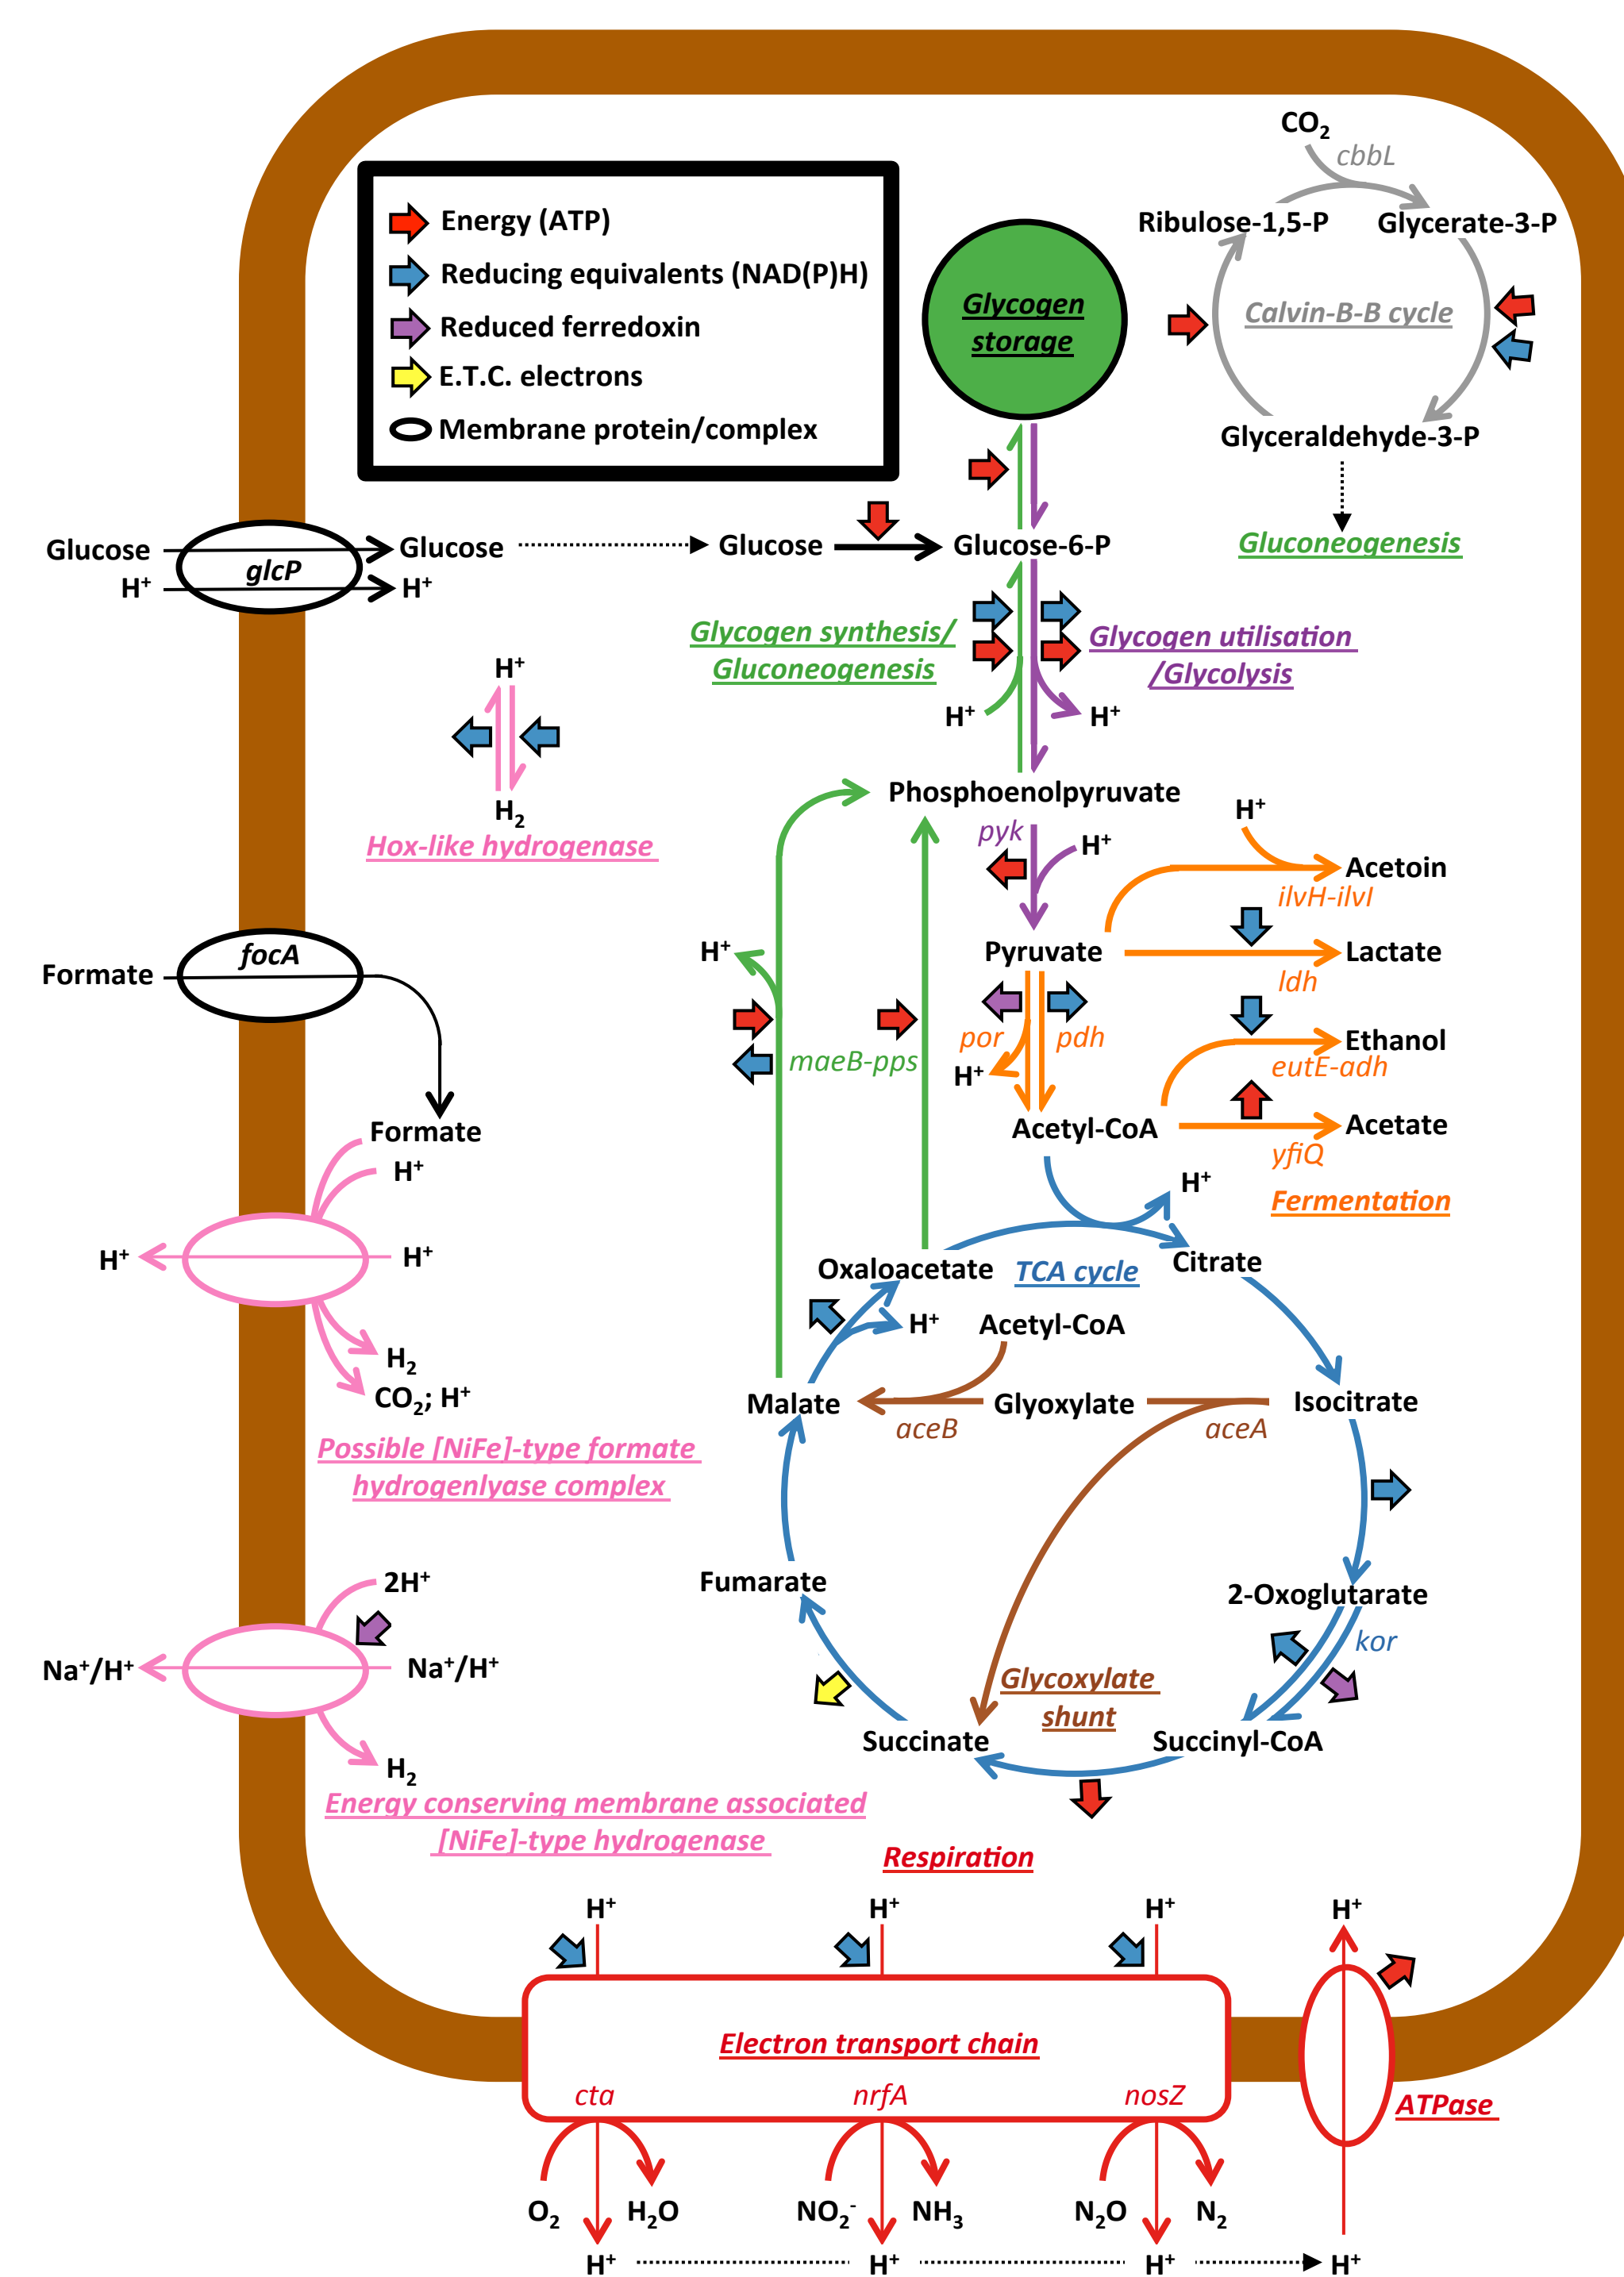 CO₂
cbbL
Ribulose-1,5-P
Glycerate-3-P
Calvin-B-B cycle
Glyceraldehyde-3-P
Gluconeogenesis
Energy (ATP)
Reducing equivalents (NAD(P)H)
Reduced ferredoxin
E.T.C. electrons
Membrane protein/complex
Glycogen
storage
Glucose
H⁺
glcP
Glucose
H⁺
Glucose
Glucose-6-P
Glycogen synthesis/
Gluconeogenesis
Glycogen utilisation
/Glycolysis
H⁺
H⁺
H⁺
H₂
Hox-like hydrogenase
Phosphoenolpyruvate
pyk
H⁺
H⁺
Acetoin
ilvH-ilvI
Pyruvate
Lactate
ldh
H⁺
maeB-pps
por
pdh
H⁺
Ethanol
eutE-adh
Acetyl-CoA
Acetate
yfiQ
Fermentation
Formate
focA
Formate
H⁺
H⁺
H⁺
H₂
CO₂; H⁺
Possible [NiFe]-type formate
hydrogenlyase complex
H⁺
Oxaloacetate
TCA cycle
Citrate
H⁺
Acetyl-CoA
Malate
aceB
Glyoxylate
aceA
Isocitrate
Fumarate
2-Oxoglutarate
kor
Glycoxylate
shunt
Succinate
Succinyl-CoA
2H⁺
Na⁺/H⁺
Na⁺/H⁺
H₂
Energy conserving membrane associated
[NiFe]-type hydrogenase
Respiration
H⁺
H⁺
H⁺
H⁺
Electron transport chain
cta
nrfA
nosZ
ATPase
O₂
H₂O
NO₂⁻
NH₃
N₂O
N₂
H⁺
H⁺
H⁺
H⁺